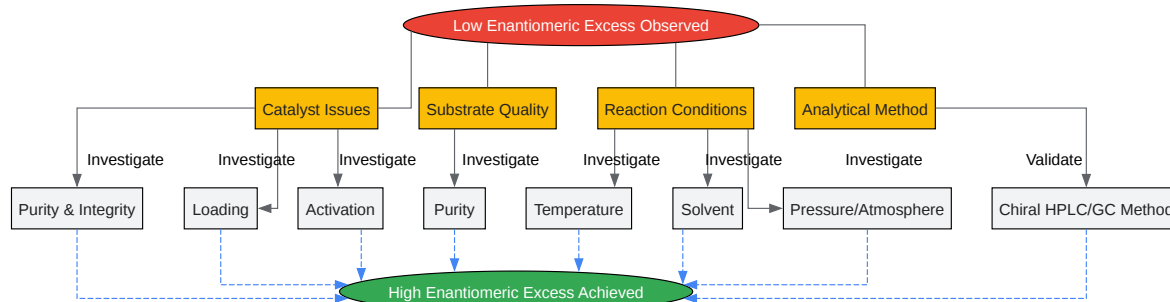 Low Enantiomeric Excess Observed
Catalyst Issues
Substrate Quality
Reaction Conditions
Analytical Method
Investigate
Investigate
Investigate
Investigate
Investigate
Investigate
Investigate
Validate
Purity & Integrity
Loading
Activation
Purity
Temperature
Solvent
Pressure/Atmosphere
Chiral HPLC/GC Method
High Enantiomeric Excess Achieved